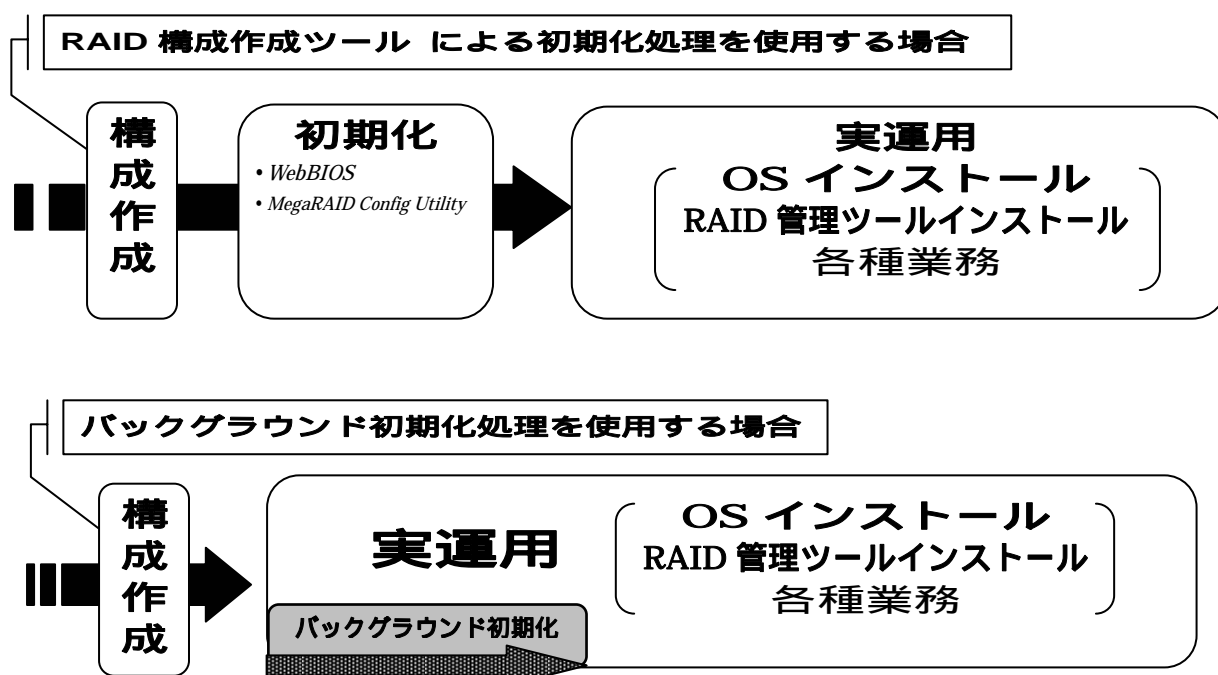 RAID 構成作成ツール による初期化処理を使用する場合
構成作成
初期化
• WebBIOS
• MegaRAID Config Utility
実運用
OS インストール
RAID 管理ツールインストール
各種業務
バックグラウンド初期化処理を使用する場合
構成作成
実運用
OS インストール
RAID 管理ツールインストール
各種業務
バックグラウンド初期化